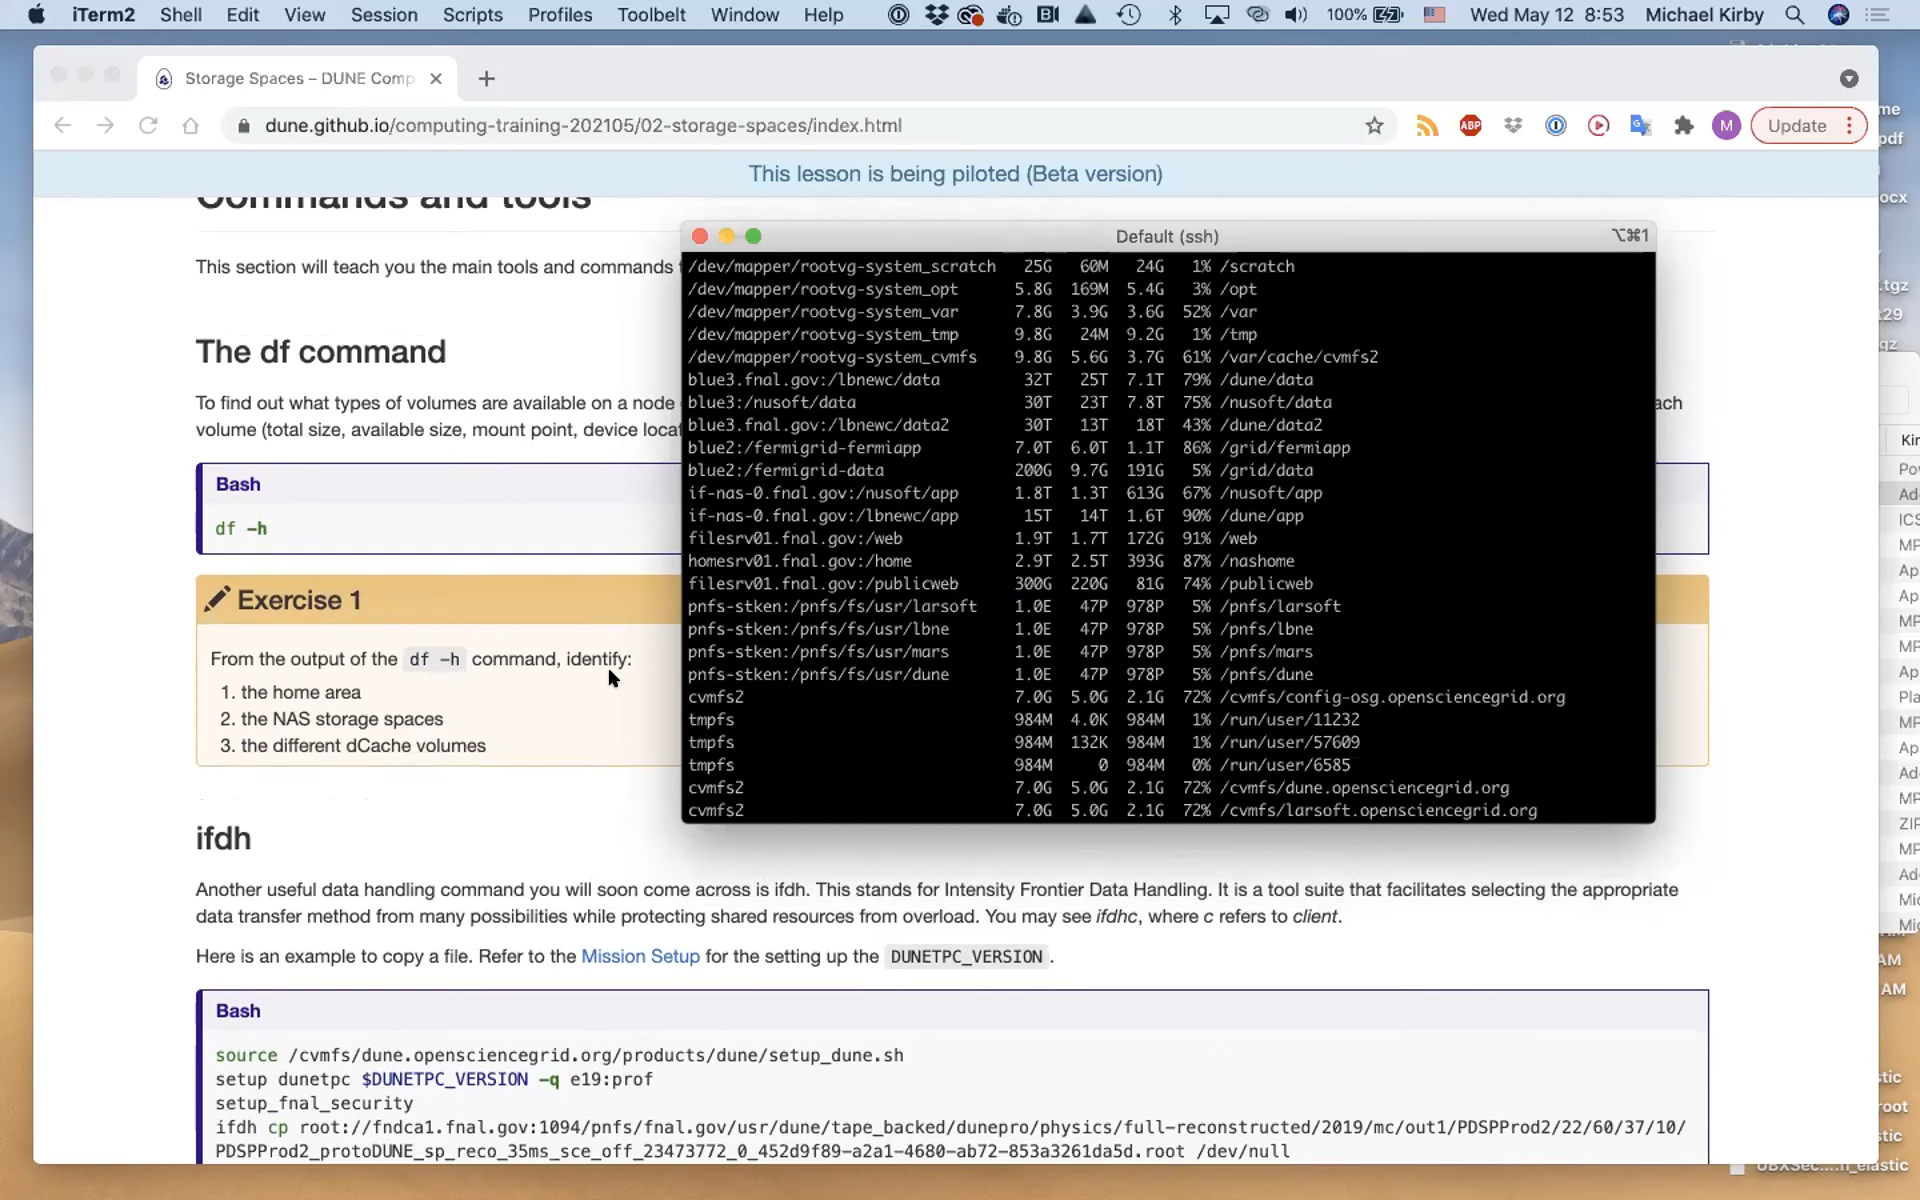 iTerm2 Shell Edit View Session Scripts Profiles Toolbelt Window Help 100% Wed May 12 8:53 Michael Kirby
Storage Spaces – DUNE Comp
dune.github.io/computing-training-202105/02-storage-spaces/index.html
ABP
M
Update
This lesson is being piloted (Beta version)
Commands and tools
This section will teach you the main tools and commands
The df command
To find out what types of volumes are available on a node
volume (total size, available size, mount point, device
Bash
df -h
Exercise 1
From the output of the df -h command, identify:
1. the home area
2. the NAS storage spaces
3. the different dCache volumes
Default (ssh)
⌥⌘1
/dev/mapper/rootvg-system_scratch 25G 60M 24G 1% /scratch
/dev/mapper/rootvg-system_opt 5.8G 169M 5.4G 3% /opt
/dev/mapper/rootvg-system_var 7.8G 3.9G 3.6G 52% /var
/dev/mapper/rootvg-system_tmp 9.8G 24M 9.2G 1% /tmp
/dev/mapper/rootvg-system_cvmfs 9.8G 5.6G 3.7G 61% /var/cache/cvmfs2
blue3.fnal.gov:/lbnewc/data 32T 25T 7.1T 79% /dune/data
blue3:/nusoft/data 30T 23T 7.8T 75% /nusoft/data
blue3.fnal.gov:/lbnewc/data2 30T 13T 18T 43% /dune/data2
blue2:/fermigrid-fermiapp 7.0T 6.0T 1.1T 86% /grid/fermiapp
blue2:/fermigrid-data 200G 9.7G 191G 5% /grid/data
if-nas-0.fnal.gov:/nusoft/app 1.8T 1.3T 613G 67% /nusoft/app
if-nas-0.fnal.gov:/lbnewc/app 15T 14T 1.6T 90% /dune/app
filesrv01.fnal.gov:/web 1.9T 1.7T 172G 91% /web
homesrv01.fnal.gov:/home 2.9T 2.5T 393G 87% /nashome
filesrv01.fnal.gov:/publicweb 300G 220G 81G 74% /publicweb
pnfs-stken:/pnfs/fs/usr/larsoft 1.0E 47P 978P 5% /pnfs/larsoft
pnfs-stken:/pnfs/fs/usr/lbne 1.0E 47P 978P 5% /pnfs/lbne
pnfs-stken:/pnfs/fs/usr/mars 1.0E 47P 978P 5% /pnfs/mars
pnfs-stken:/pnfs/fs/usr/dune 1.0E 47P 978P 5% /pnfs/dune
cvmfs2 7.0G 5.0G 2.1G 72% /cvmfs/config-osg.opensciencegrid.org
tmpfs 984M 4.0K 984M 1% /run/user/11232
tmpfs 984M 132K 984M 1% /run/user/57609
tmpfs 984M 0 984M 0% /run/user/6585
cvmfs2 7.0G 5.0G 2.1G 72% /cvmfs/dune.opensciencegrid.org
cvmfs2 7.0G 5.0G 2.1G 72% /cvmfs/larsoft.opensciencegrid.org
ifdh
Another useful data handling command you will soon come across is ifdh. This stands for Intensity Frontier Data Handling. It is a tool suite that facilitates selecting the appropriate
data transfer method from many possibilities while protecting shared resources from overload. You may see ifdhc, where c refers to client.
Here is an example to copy a file. Refer to the Mission Setup for the setting up the DUNETPC_VERSION .
Bash
source /cvmfs/dune.opensciencegrid.org/products/dune/setup_dune.sh
setup dunetpc $DUNETPC_VERSION -q e19:prof
setup_fnal_security
ifdh cp root://fndca1.fnal.gov:1094/pnfs/fnal.gov/usr/dune/tape_backed/dunepro/physics/full-reconstructed/2019/mc/out1/PDSPProd2/22/60/37/10/
PDSPProd2_protoDUNE_sp_reco_35ms_sce_off_23473772_0_452d9f89-a2a1-4680-ab72-853a3261da5d.root /dev/null